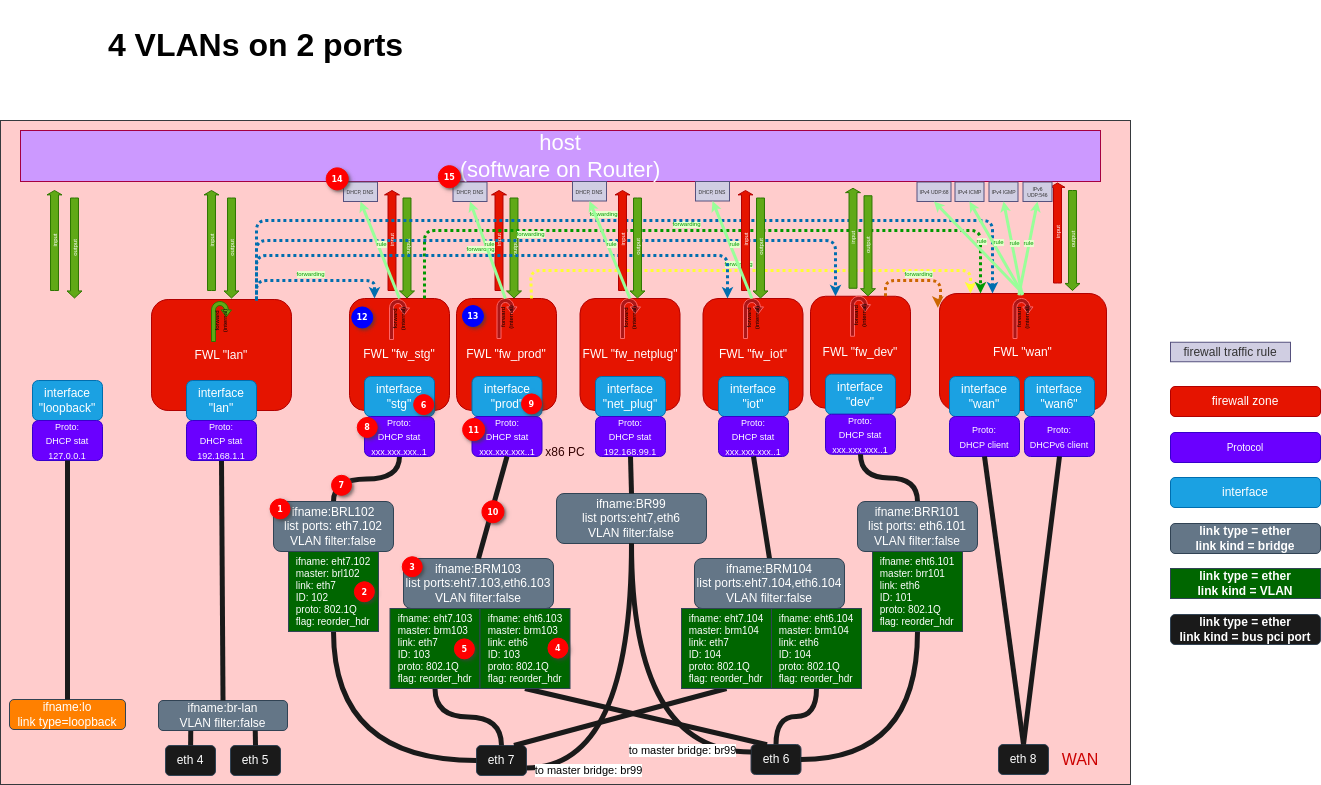 4 VLANs on 2 ports
host
(software on Router)
14
15
DHCP, DNS
DHCP, DNS
DHCP, DNS
DHCP, DNS
IPv4 UDP:68
IPv4 ICMP
IPv4 IGMP
IPv6
UDP:546
input
output
input
output
input
output
input
output
input
output
input
output
input
output
input
output
forwarding
forwarding
forwarding
forwarding
forwarding
forwarding
forwarding
rule
rule
rule
rule
rule
rule
rule
rule
12
13
FWL "lan"
FWL "fw_stg"
FWL "fw_prod"
FWL "fw_netplug"
FWL "fw_iot"
FWL "fw_dev"
FWL "wan"
interface
"loopback"
interface
"lan"
interface
"stg"
6
interface
"prod"
9
interface
"net_plug"
interface
"iot"
interface
"dev"
interface
"wan"
interface
"wan6"
Proto:
DHCP stat
127.0.0.1
Proto:
DHCP stat
192.168.1.1
8
Proto:
DHCP stat
xxx.xxx.xxx..1
11
Proto:
DHCP stat
xxx.xxx.xxx..1
x86 PC
Proto:
DHCP stat
192.168.99.1
Proto:
DHCP stat
xxx.xxx.xxx..1
Proto:
DHCP stat
xxx.xxx.xxx..1
Proto:
DHCP client
Proto:
DHCPv6 client
7
10
1
ifname:BRL102
list ports: eth7.102
VLAN filter:false
ifname: eht7.102
master: brl102
link: eth7
ID: 102
proto: 802.1Q
flag: reorder_hdr
2
ifname:BR99
list ports:eht7,eth6
VLAN filter:false
ifname:BRR101
list ports: eth6.101
VLAN filter:false
ifname: eht6.101
master: brr101
link: eth6
ID: 101
proto: 802.1Q
flag: reorder_hdr
3
ifname:BRM103
list ports:eht7.103,eth6.103
VLAN filter:false
ifname: eht7.103
master: brm103
link: eth7
ID: 103
proto: 802.1Q
flag: reorder_hdr
5
ifname: eht6.103
master: brm103
link: eth6
ID: 103
proto: 802.1Q
flag: reorder_hdr
4
ifname:BRM104
list ports:eht7.104,eth6.104
VLAN filter:false
ifname: eht7.104
master: brm104
link: eth7
ID: 104
proto: 802.1Q
flag: reorder_hdr
ifname: eht6.104
master: brm104
link: eth6
ID: 104
proto: 802.1Q
flag: reorder_hdr
ifname:lo
link type=loopback
ifname:br-lan
VLAN filter:false
eth 4
eth 5
eth 7
eth 6
eth 8
to master bridge: br99
to master bridge: br99
WAN
firewall traffic rule
firewall zone
Protocol
interface
link type = ether
link kind = bridge
link type = ether
link kind = VLAN
link type = ether
link kind = bus pci port